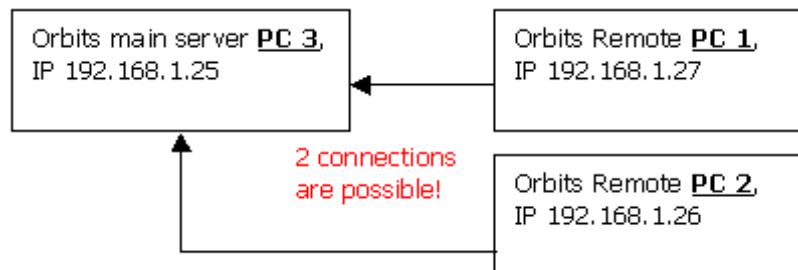 Orbits main server PC 3,
IP 192.168.1.25
Orbits Remote PC 1,
IP 192.168.1.27
2 connections
are possible!
Orbits Remote PC 2,
IP 192.168.1.26